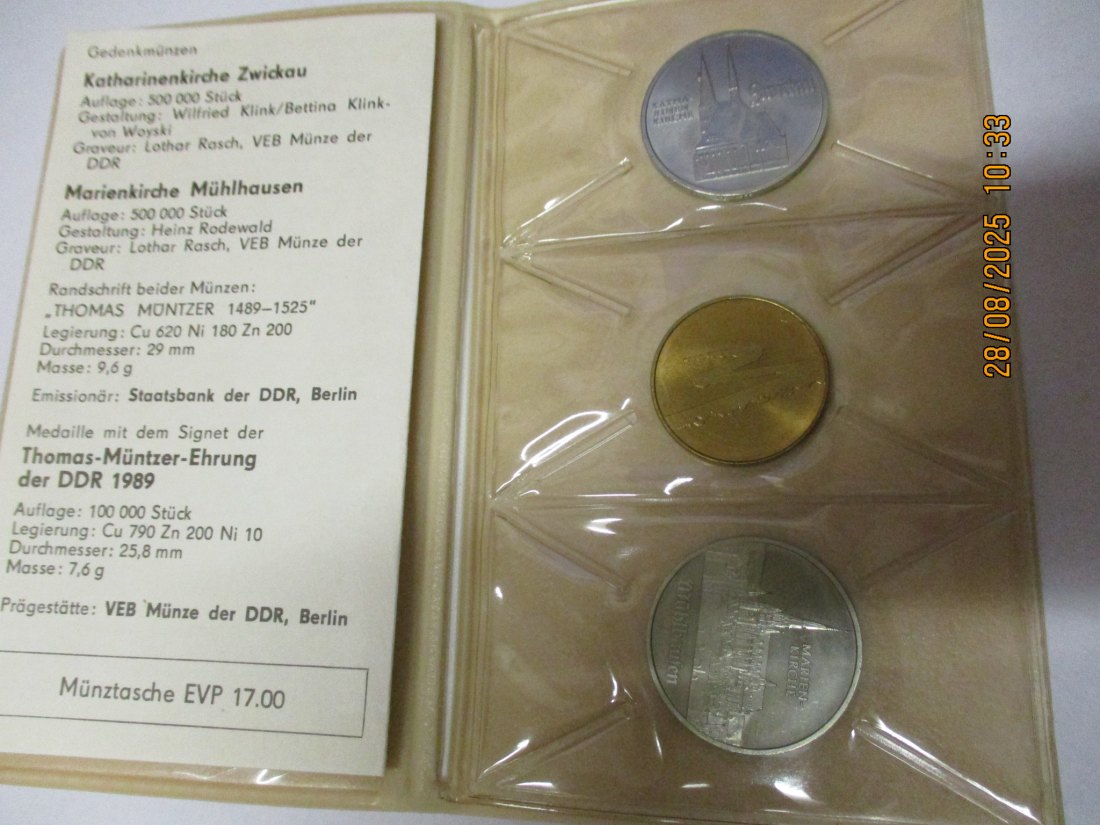 Gedenkmünzen
Katharinenkirche Zwickau
Auflage: 500 000 Stück
Gestaltung: Wilfried Klink/Bettina Klink-
von Woyski
Graveur: Lothar Rasch, VEB Münze der
DDR
Marienkirche Mühlhausen
Auflage: 500 000 Stück
Gestaltung: Heinz Rodewald
Graveur: Lothar Rasch, VEB Münze der
DDR
Randschrift beider Münzen:
„THOMAS MÜNTZER 1489–1525“
Legierung: Cu 620 Ni 180 Zn 200
Durchmesser: 29 mm
Masse: 9,6 g
Emissionär: Staatsbank der DDR, Berlin
Medaille mit dem Signet der
Thomas-Müntzer-Ehrung
der DDR 1989
Auflage: 100 000 Stück
Legierung: Cu 790 Zn 200 Ni 10
Durchmesser: 25,8 mm
Masse: 7,6 g
Prägestätte: VEB Münze der DDR, Berlin
Münztasche EVP 17.00
KATHA
RINEN
KIRCHE
Zwickau
MARIEN-
KIRCHE
Mühlhausen
28/08/2025 10:33